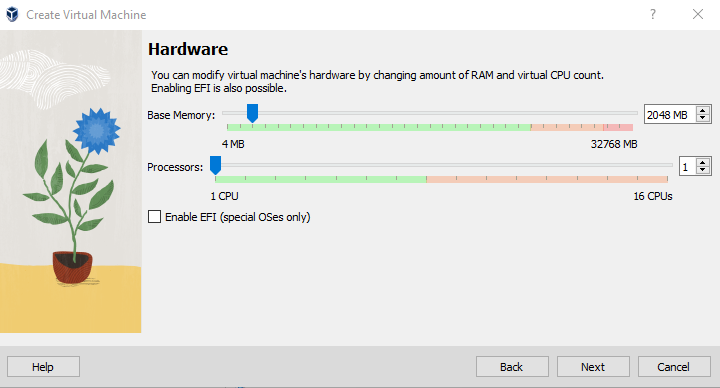 Create Virtual Machine
?
Hardware
You can modify virtual machine's hardware by changing amount of RAM and virtual CPU count.
Enabling EFI is also possible.
Base Memory:
2048 MB
4 MB
32768 MB
Processors:
1
1 CPU
16 CPUs
Enable EFI (special OSes only)
Help
Back
Next
Cancel